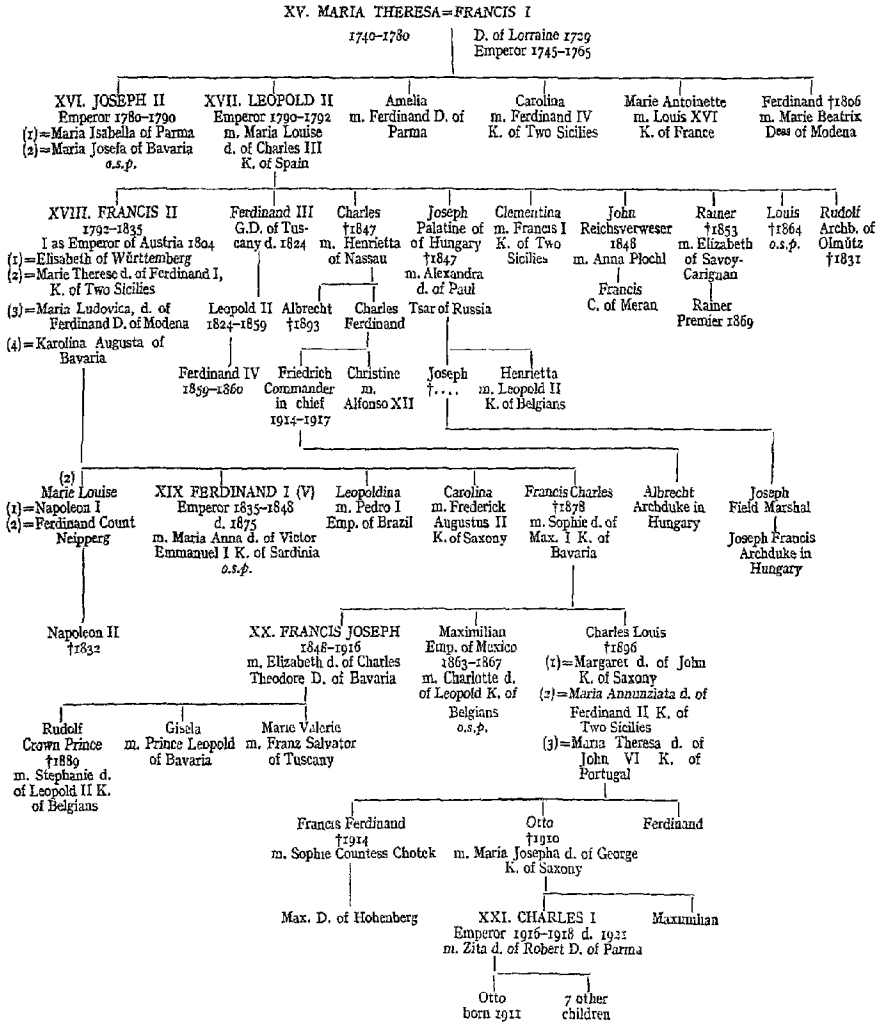 XV. MARIA THERESA=FRANCIS I
1740–1780
D. of Lorraine 1729
Emperor 1745–1765
XVI. JOSEPH II
Emperor 1780–1790
(1)=Maria Isabella of Parma
(2)=Maria Josefa of Bavaria
o.s.p.
XVII. LEOPOLD II
Emperor 1790–1792
m. Maria Louise
d. of Charles III
K. of Spain
Amelia
m. Ferdinand D. of
Parma
Carolina
m. Ferdinand IV
K. of Two Sicilies
Marie Antoinette
m. Louis XVI
K. of France
Ferdinand †1806
m. Marie Beatrix
Dess of Modena
XVIII. FRANCIS II
1792–1835
I as Emperor of Austria 1804
(1)=Elisabeth of Württemberg
(2)=Marie Therese d. of Ferdinand I,
K. of Two Sicilies
(3)=Maria Ludovica, d. of
Ferdinand D. of Modena
(4)=Karolina Augusta of
Bavaria
Ferdinand III
G.D. of Tus-
cany d. 1824
Charles
†1847
m. Henrietta
of Nassau
Joseph
Palatine of
of Hungary
†1847
m. Alexandra
d. of Paul
Tsar of Russia
Clementina
m. Francis I
K. of Two
Sicilies
John
Reichsverweser
1848
m. Anna Plochl
Francis
C. of Meran
Rainer
†1853
m. Elizabeth
of Savoy-
Carignan
Rainer
Premier 1869
Louis
†1864
o.s.p.
Rudolf
Archb. of
Olmütz
†1831
Leopold II
1824–1859
Albrecht
†1893
Charles
Ferdinand
Ferdinand IV
1859–1860
Friedrich
Commander
in chief
1914–1917
Christine
m.
Alfonso XII
Joseph
†....
Henrietta
m. Leopold II
K. of Belgians
(2)
Marie Louise
(1)=Napoleon I
(2)=Ferdinand Count
Neipperg
XIX FERDINAND I (V)
Emperor 1835–1848
d. 1875
m. Maria Anna d. of Victor
Emmanuel I K. of Sardinia
o.s.p.
Leopoldina
m. Pedro I
Emp. of Brazil
Carolina
m. Frederick
Augustus II
K. of Saxony
Francis Charles
†1878
m. Sophie d. of
Max. I K. of
Bavaria
Albrecht
Archduke in
Hungary
Joseph
Field Marshal
Joseph Francis
Archduke in
Hungary
Napoleon II
†1832
XX. FRANCIS JOSEPH
1848–1916
m. Elizabeth d. of Charles
Theodore D. of Bavaria
Maximilian
Emp. of Mexico
1863–1867
m. Charlotte d.
of Leopold K. of
Belgians
o.s.p.
Charles Louis
†1896
(1)=Margaret d. of John
K. of Saxony
(2)=Maria Annunziata d. of
Ferdinand II K. of
Two Sicilies
(3)=Maria Theresa d. of
John VI K. of
Portugal
Rudolf
Crown Prince
†1889
m. Stephanie d.
of Leopold II K.
of Belgians
Gisela
m. Prince Leopold
of Bavaria
Marie Valerie
m. Franz Salvator
of Tuscany
Francis Ferdinand
†1914
m. Sophie Countess Chotek
Otto
†1910
m. Maria Josepha d. of George
K. of Saxony
Ferdinand
Max. D. of Hohenberg
XXI. CHARLES I
Emperor 1916–1918 d. 1921
m. Zita d. of Robert D. of Parma
Maximilian
Otto
born 1911
7 other
children